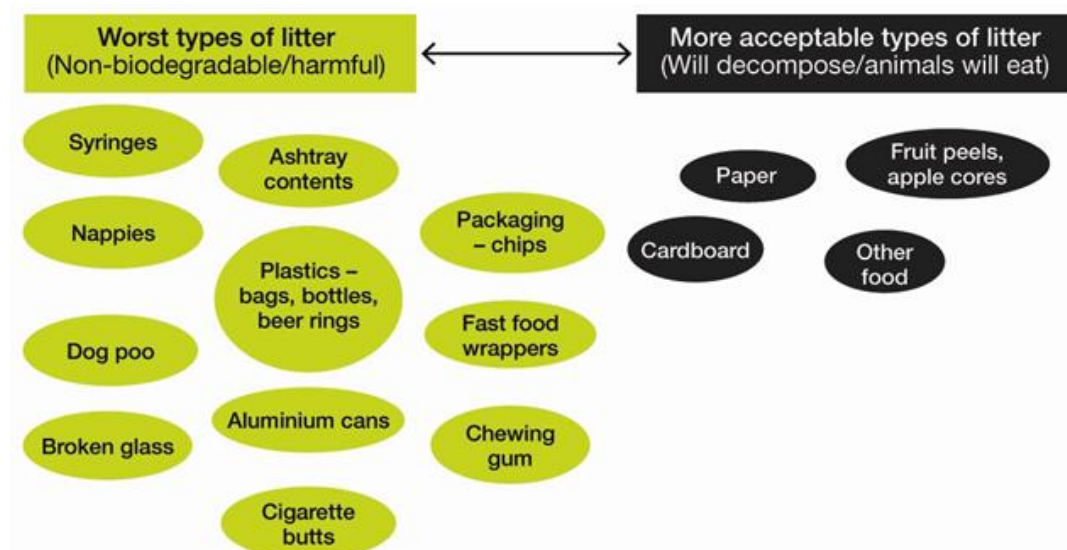 Worst types of litter
(Non-biodegradable/harmful)
More acceptable types of litter
(Will decompose/animals will eat)
Syringes
Nappies
Dog poo
Broken glass
Ashtray
contents
Plastics –
bags, bottles,
beer rings
Aluminium cans
Cigarette
butts
Packaging
– chips
Fast food
wrappers
Chewing
gum
Paper
Cardboard
Fruit peels,
apple cores
Other
food